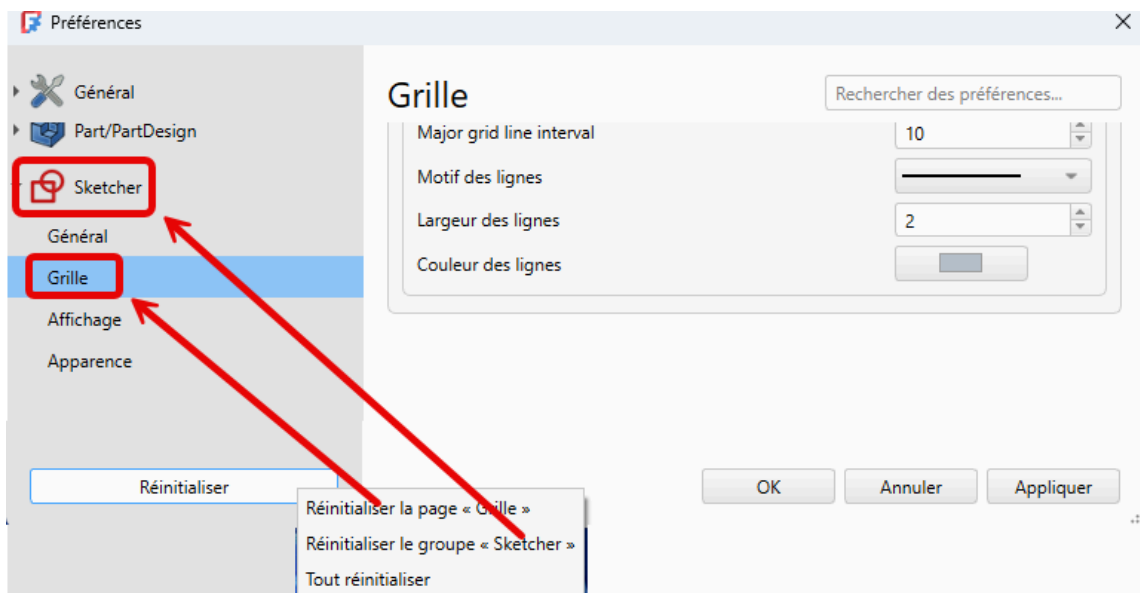 Préférences
Général
Part/PartDesign
Sketcher
Général
Grille
Affichage
Apparence
Réinitialiser
Grille
Rechercher des préférences...
Major grid line interval
10
Motif des lignes
Largeur des lignes
2
Couleur des lignes
OK
Annuler
Appliquer
Réinitialiser la page « Grille »
Réinitialiser le groupe « Sketcher »
Tout réinitialiser